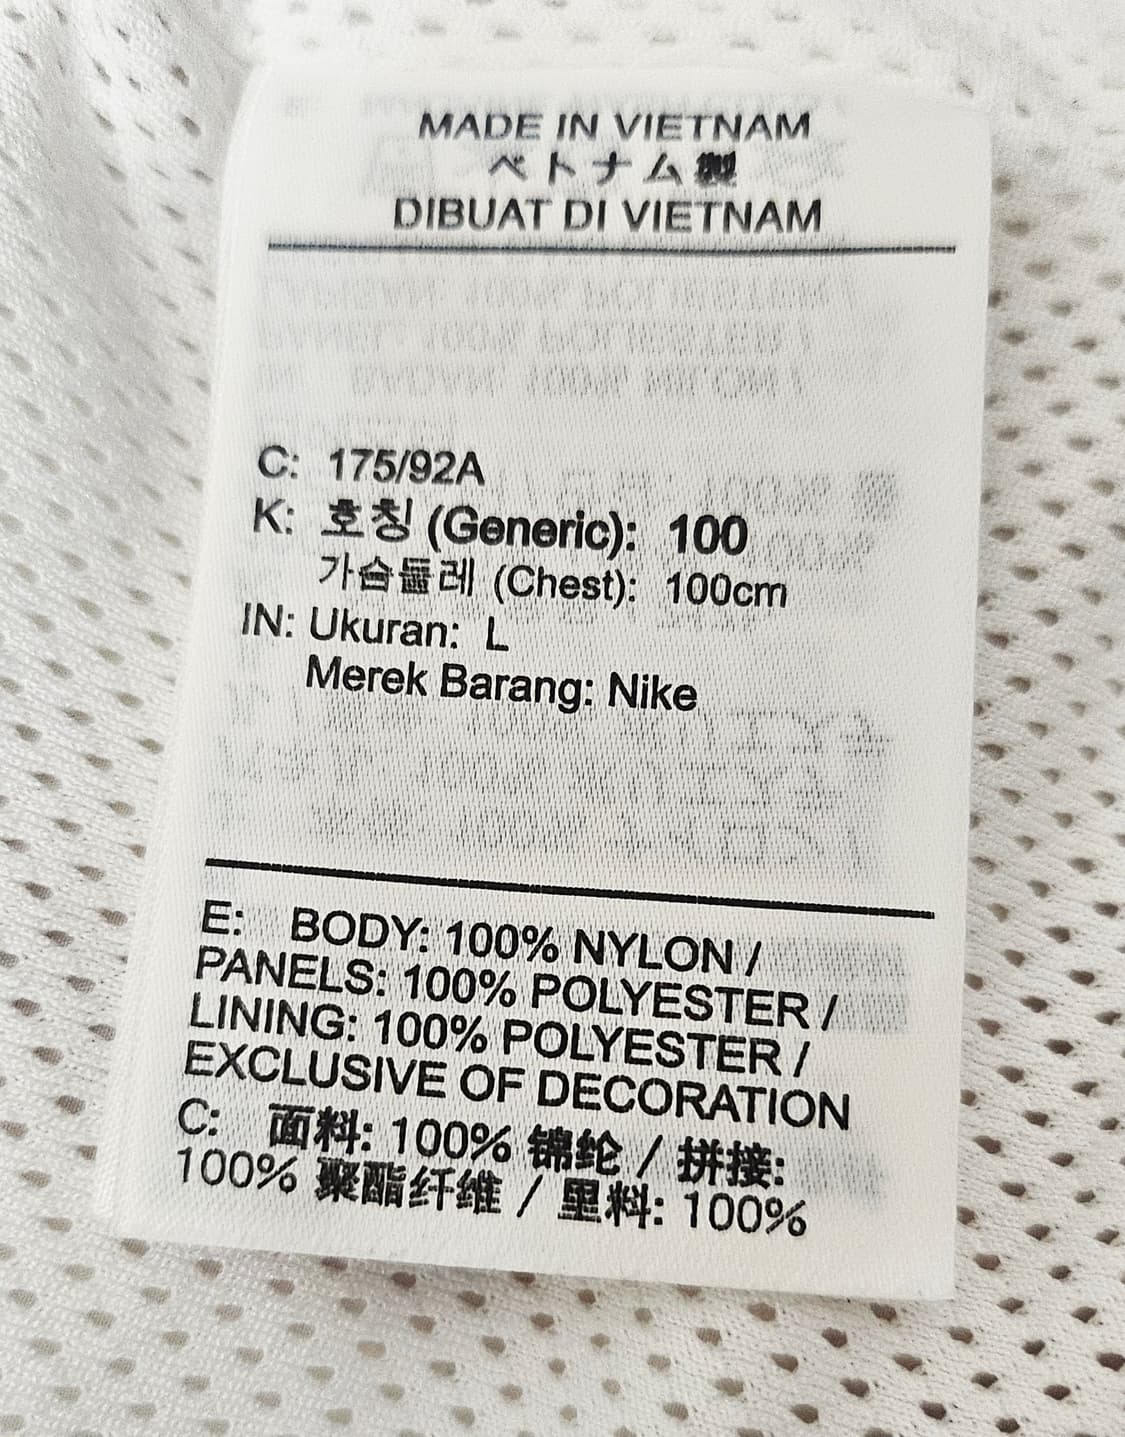 MADE IN VIETNAM
ベトナム製
DIBUAT DI VIETNAM
C: 175/92A
K: 호칭 (Generic): 100
가슴둘레 (Chest): 100cm
IN: Ukuran: L
Merek Barang: Nike
E: BODY: 100% NYLON /
PANELS: 100% POLYESTER /
LINING: 100% POLYESTER /
EXCLUSIVE OF DECORATION
C: 面料: 100% 锦纶 / 拼接:
100% 聚酯纤维 / 里料: 100%